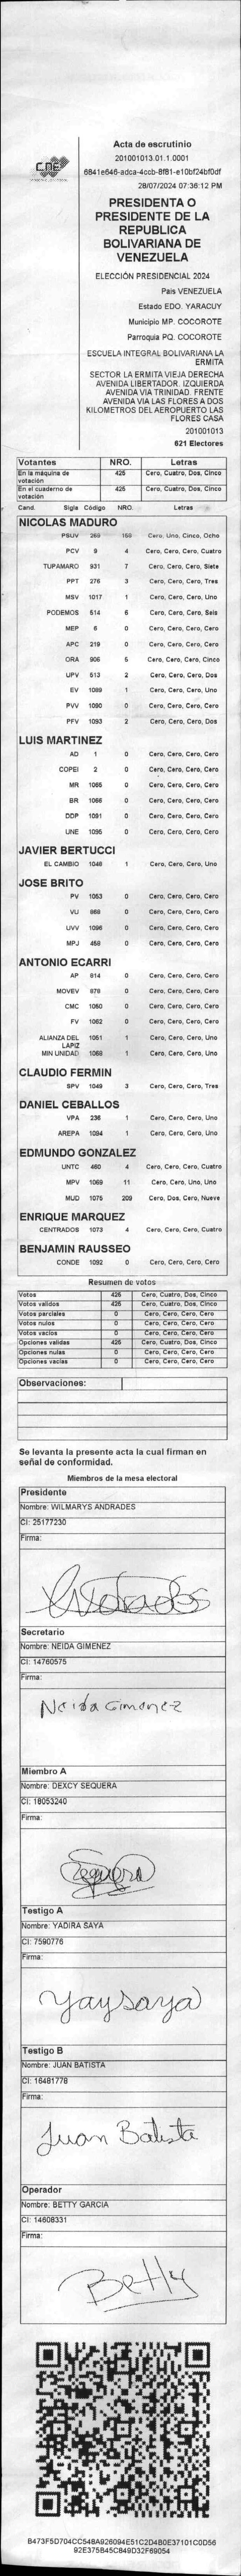 CNE
Acta de escrutinio
201001013.01.1.0001
6841e646-adca-4ccb-8f81-e10bf24bf0df
28/07/2024 07:36:12 PM
PRESIDENTA O
PRESIDENTE DE LA
REPUBLICA
BOLIVARIANA DE
VENEZUELA
ELECCIÓN PRESIDENCIAL 2024
Pais VENEZUELA
Estado EDO. YARACUY
Municipio MP. COCOROTE
Parroquia PQ. COCOROTE
ESCUELA INTEGRAL BOLIVARIANA LA
ERMITA
SECTOR LA ERMITA VIEJA DERECHA
AVENIDA LIBERTADOR. IZQUIERDA
AVENIDA VIA TRINIDAD. FRENTE
AVENIDA VIA LAS FLORES A DOS
KILOMETROS DEL AEROPUERTO LAS
FLORES CASA
201001013
621 Electores
Votantes NRO. Letras
En la máquina de votación 425 Cero, Cuatro, Dos, Cinco
En el cuaderno de votación 425 Cero, Cuatro, Dos, Cinco
Cand. Sigla Código NRO. Letras
NICOLAS MADURO
PSUV 269 158 Cero, Uno, Cinco, Ocho
PCV 9 4 Cero, Cero, Cero, Cuatro
TUPAMARO 931 7 Cero, Cero, Cero, Siete
PPT 276 3 Cero, Cero, Cero, Tres
MSV 1017 1 Cero, Cero, Cero, Uno
PODEMOS 514 6 Cero, Cero, Cero, Seis
MEP 6 0 Cero, Cero, Cero, Cero
APC 219 0 Cero, Cero, Cero, Cero
ORA 906 5 Cero, Cero, Cero, Cinco
UPV 513 2 Cero, Cero, Cero, Dos
EV 1089 1 Cero, Cero, Cero, Uno
PVV 1090 0 Cero, Cero, Cero, Cero
PFV 1093 2 Cero, Cero, Cero, Dos
LUIS MARTINEZ
AD 1 0 Cero, Cero, Cero, Cero
COPEI 2 0 Cero, Cero, Cero, Cero
MR 1065 0 Cero, Cero, Cero, Cero
BR 1066 0 Cero, Cero, Cero, Cero
DDP 1091 0 Cero, Cero, Cero, Cero
UNE 1095 0 Cero, Cero, Cero, Cero
JAVIER BERTUCCI
EL CAMBIO 1048 1 Cero, Cero, Cero, Uno
JOSE BRITO
PV 1053 0 Cero, Cero, Cero, Cero
VU 868 0 Cero, Cero, Cero, Cero
UVV 1096 0 Cero, Cero, Cero, Cero
MPJ 458 0 Cero, Cero, Cero, Cero
ANTONIO ECARRI
AP 814 0 Cero, Cero, Cero, Cero
MOVEV 878 0 Cero, Cero, Cero, Cero
CMC 1050 0 Cero, Cero, Cero, Cero
FV 1052 0 Cero, Cero, Cero, Cero
ALIANZA DEL LAPIZ 1051 1 Cero, Cero, Cero, Uno
MIN UNIDAD 1068 1 Cero, Cero, Cero, Uno
CLAUDIO FERMIN
SPV 1049 3 Cero, Cero, Cero, Tres
DANIEL CEBALLOS
VPA 236 1 Cero, Cero, Cero, Uno
AREPA 1094 1 Cero, Cero, Cero, Uno
EDMUNDO GONZALEZ
UNTC 460 4 Cero, Cero, Cero, Cuatro
MPV 1069 11 Cero, Cero, Uno, Uno
MUD 1075 209 Cero, Dos, Cero, Nueve
ENRIQUE MARQUEZ
CENTRADOS 1073 4 Cero, Cero, Cero, Cuatro
BENJAMIN RAUSSEO
CONDE 1092 0 Cero, Cero, Cero, Cero
Resumen de votos
Votos 425 Cero, Cuatro, Dos, Cinco
Votos validos 425 Cero, Cuatro, Dos, Cinco
Votos parciales 0 Cero, Cero, Cero, Cero
Votos nulos 0 Cero, Cero, Cero, Cero
Votos vacios 0 Cero, Cero, Cero, Cero
Opciones validas 425 Cero, Cuatro, Dos, Cinco
Opciones nulas 0 Cero, Cero, Cero, Cero
Opciones vacias 0 Cero, Cero, Cero, Cero
Observaciones:
Se levanta la presente acta la cual firman en
señal de conformidad.
Miembros de la mesa electoral
Presidente
Nombre: WILMARYS ANDRADES
CI: 25177230
Firma:
Secretario
Nombre: NEIDA GIMENEZ
CI: 14760575
Firma:
Neida Gimenez
Miembro A
Nombre: DEXCY SEQUERA
CI: 18053240
Firma:
Sequera
Testigo A
Nombre: YADIRA SAYA
CI: 7590776
Firma:
Yaysaya
Testigo B
Nombre: JUAN BATISTA
CI: 16481778
Firma:
Juan Batista
Operador
Nombre: BETTY GARCIA
CI: 14608331
Firma:
Betty
B473F5D704CC548A926094E51C2D4B0E37101C0D56
92E375B45C849D32F69054